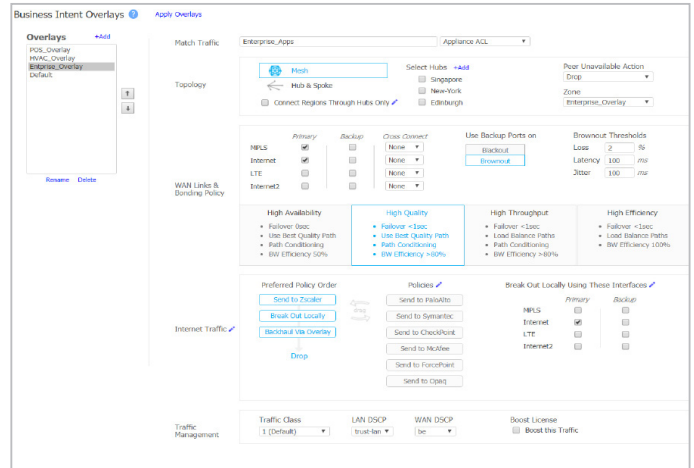 Business Intent Overlays ? Apply Overlays
Overlays +Add
POS_Overlay
HVAC_Overlay
Entprise_Overlay
Default
Rename Delete
Match Traffic Enterprise_Apps Appliance ACL
Topology
Mesh
Hub & Spoke
Connect Regions Through Hubs Only
Select Hubs +Add
Singapore
New-York
Edinburgh
Peer Unavailable Action
Drop
Zone
Enterprise_Overlay
WAN Links &
Bonding Policy
Primary Backup Cross Connect
MPLS None
Internet None
LTE None
Internet2 None
Use Backup Ports on
Blackout
Brownout
Brownout Thresholds
Loss 2 %
Latency 100 ms
Jitter 100 ms
High Availability
• Failover 0sec
• Use Best Quality Path
• Path Conditioning
• BW Efficiency 50%
High Quality
• Failover <1sec
• Use Best Quality Path
• Path Conditioning
• BW Efficiency >80%
High Throughput
• Failover <1sec
• Load Balance Paths
• Path Conditioning
• BW Efficiency >80%
High Efficiency
• Failover <1sec
• Load Balance Paths
• BW Efficiency 100%
Internet Traffic
Preferred Policy Order
Send to Zscaler
Break Out Locally
Backhaul Via Overlay
Drop
Policies
Send to PaloAlto
Send to Symantec
Send to CheckPoint
Send to McAfee
Send to ForcePoint
Send to Opaq
Break Out Locally Using These Interfaces
Primary Backup
MPLS
Internet
LTE
Internet2
Traffic
Management
Traffic Class
1 (Default)
LAN DSCP
trust-lan
WAN DSCP
be
Boost License
Boost this Traffic